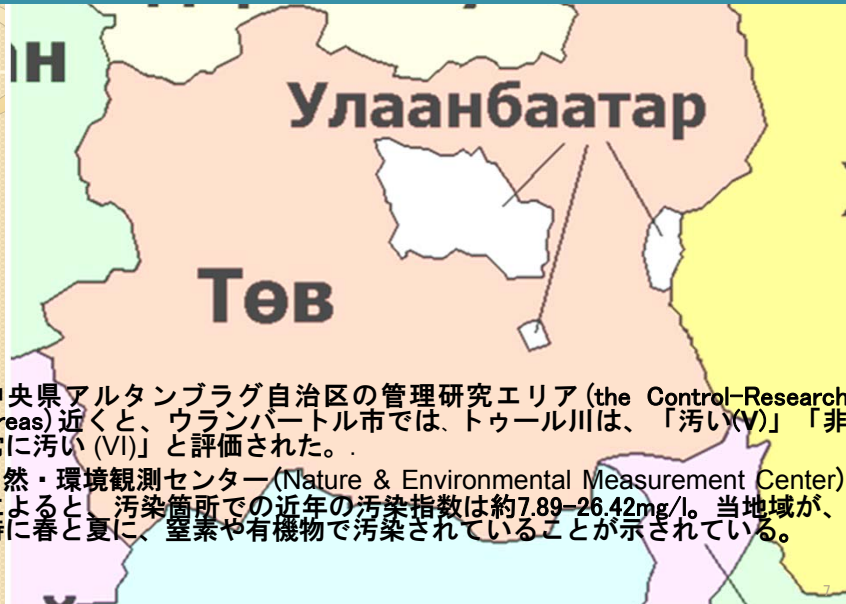 ан
Улаанбаатар
Төв
中央県アルタンブラグ自治区の管理研究エリア(the Control-Research
Areas)近くと、ウランバートル市では、トゥール川は、「汚い(V)」「非
常に汚い (VI)」と評価された。.
自然・環境観測センター(Nature & Environmental Measurement Center)
によると、汚染箇所での近年の汚染指数は約7.89-26.42mg/l。当地域が、
特に春と夏に、窒素や有機物で汚染されていることが示されている。
7